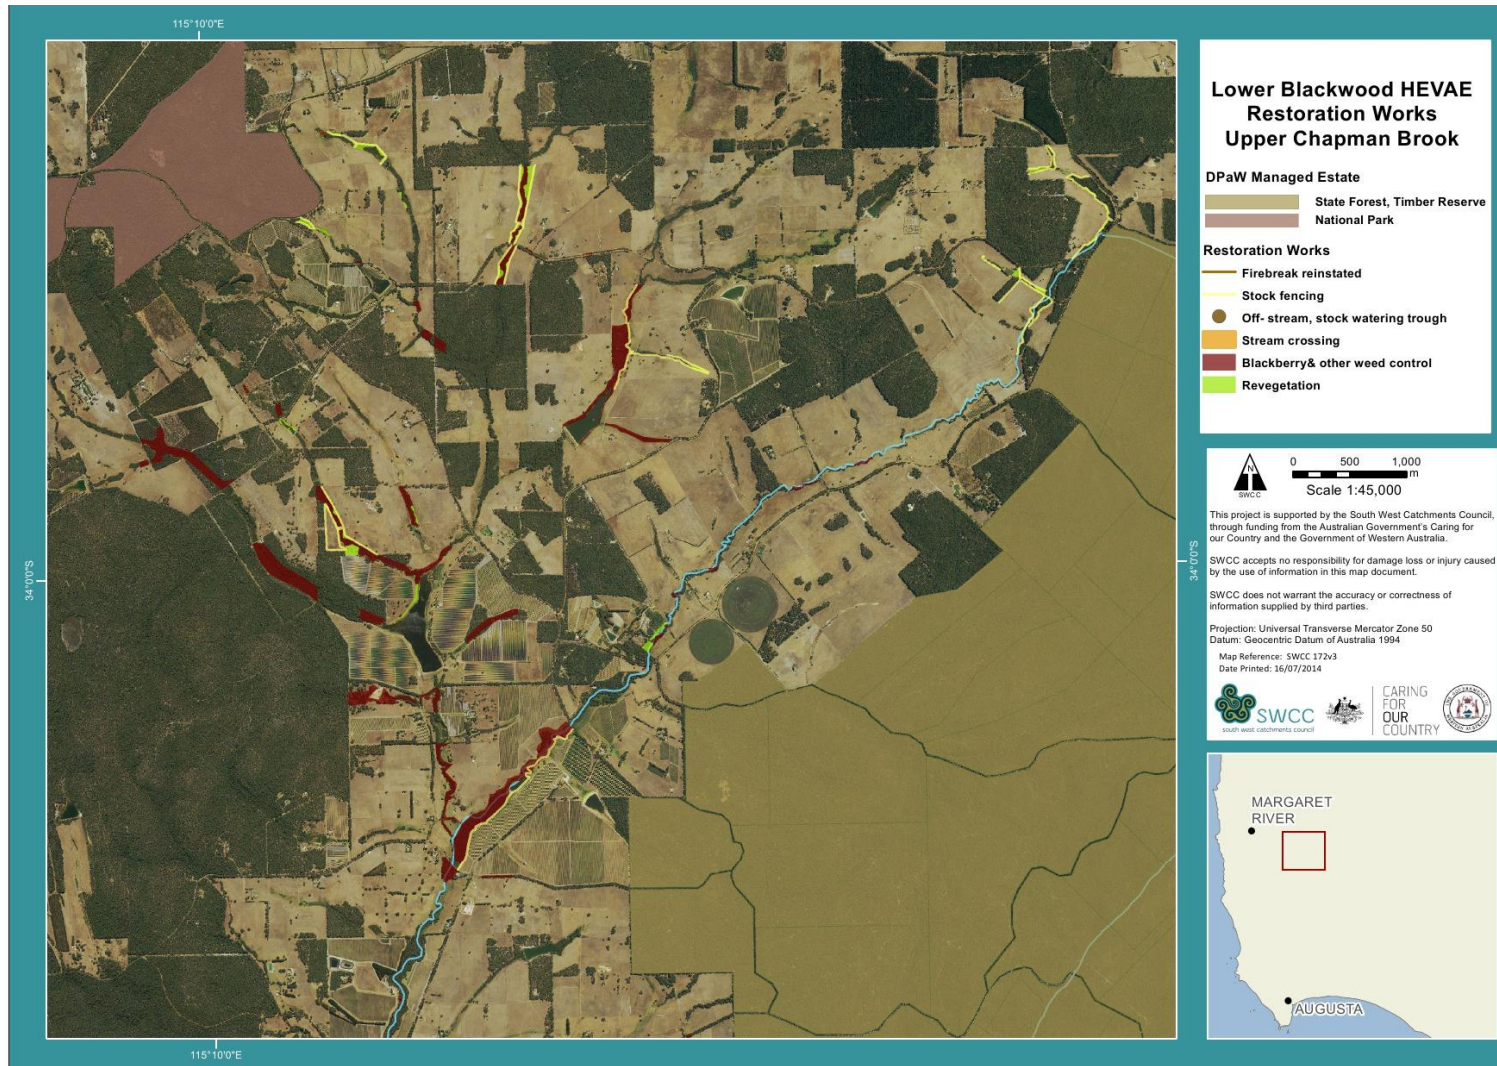 115°10'0"E
Lower Blackwood HEVAE
Restoration Works
Upper Chapman Brook
DPaW Managed Estate
State Forest, Timber Reserve
National Park
Restoration Works
Firebreak reinstated
Stock fencing
Off- stream, stock watering trough
Stream crossing
Blackberry& other weed control
Revegetation
N
SWCC
0 500 1,000
m
Scale 1:45,000
This project is supported by the South West Catchments Council,
through funding from the Australian Government's Caring for
our Country and the Government of Western Australia.
SWCC accepts no responsibility for damage loss or injury caused
by the use of information in this map document.
SWCC does not warrant the accuracy or correctness of
information supplied by third parties.
Projection: Universal Transverse Mercator Zone 50
Datum: Geocentric Datum of Australia 1994
Map Reference: SWCC 172v3
Date Printed: 16/07/2014
SWCC
south west catchments council
CARING
FOR
OUR
COUNTRY
THE GOVERNMENT OF
WESTERN AUSTRALIA
34°0'0"S
34°0'0"S
MARGARET
RIVER
AUGUSTA
115°10'0"E